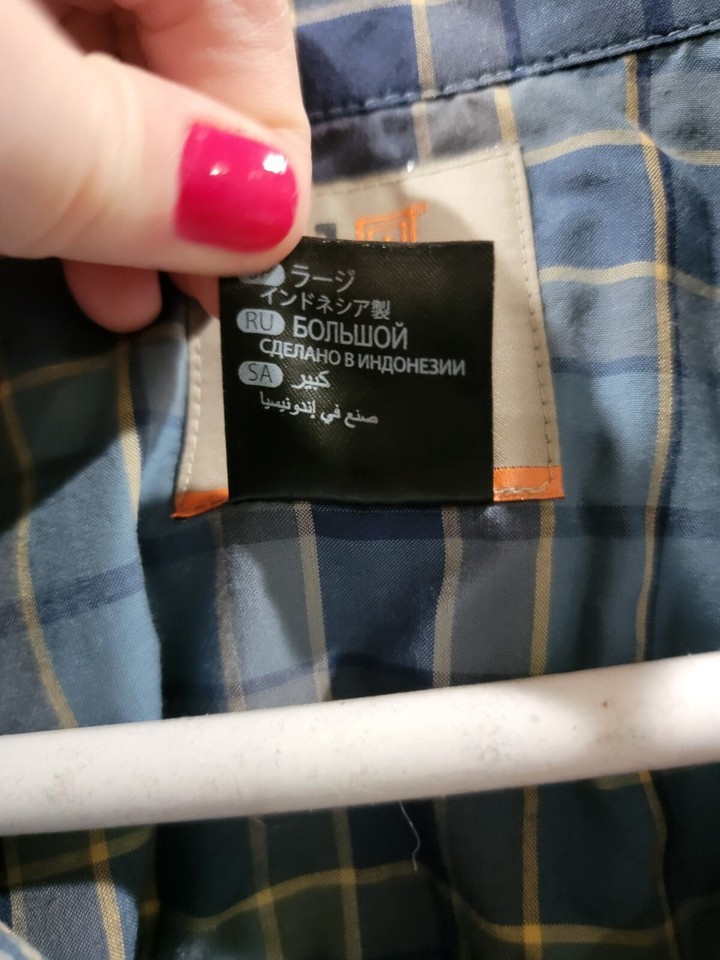 ラージ
インドネシア製
RU БОЛЬШОЙ
СДЕЛАНО В ИНДОНЕЗИИ
SA كبير
صنع في إندونيسيا